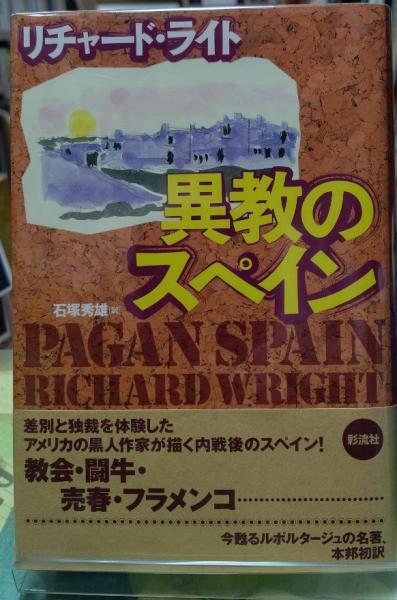 リチャード・ライト
異教の
スペイン
石塚秀雄 訳
PAGAN SPAIN
RICHARD WRIGHT
差別と独裁を体験した
アメリカの黒人作家が描く内戦後のスペイン!
彩流社
教会・闘牛・
売春・フラメンコ…………………
今甦るルポルタージュの名著、
本邦初訳